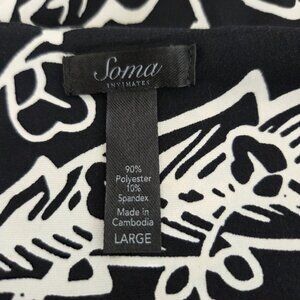 Soma
INTIMATES
90%
Polyester
10%
Spandex
Made in
Cambodia
LARGE